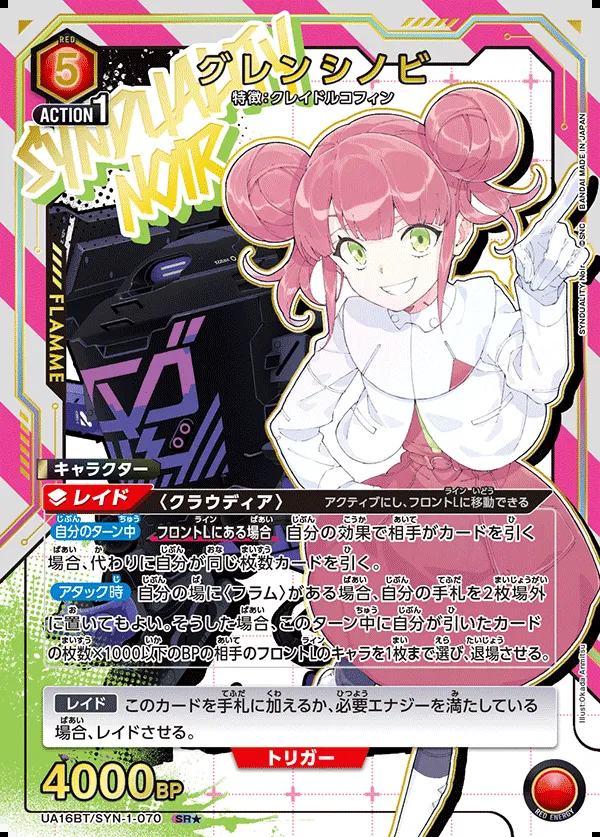 RED
5
ACTION 1
SYNDUALITY
NOIR
グレンシノビ
特徴:クレイドルコフィン
FLAMME
SYNDUALITY Noir ©SNC BANDAI MADE IN JAPAN
キャラクター
レイド 〈クラウディア〉 アクティブにし、フロントLに移動できる
自分のターン中 フロントLにある場合 自分の効果で相手がカードを引く
場合、代わりに自分が同じ枚数カードを引く。
アタック時 自分の場に〈フラム〉がある場合、自分の手札を2枚場外
に置いてもよい。そうした場合、このターン中に自分が引いたカード
の枚数×1000以下のBPの相手のフロントLのキャラを1枚まで選び、退場させる。
レイド このカードを手札に加えるか、必要エナジーを満たしている
場合、レイドさせる。
トリガー
4000BP
UA16BT/SYN-1-070 SR★
Illust:Okada Armitou
RED ENERGY